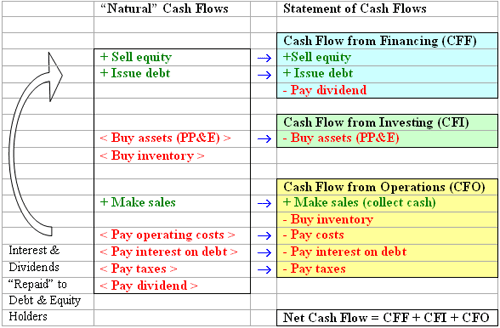 “Natural” Cash Flows Statement of Cash Flows
Cash Flow from Financing (CFF)
+ Sell equity → +Sell equity
+ Issue debt → + Issue debt
- Pay dividend
Cash Flow from Investing (CFI)
< Buy assets (PP&E) > → - Buy assets (PP&E)
< Buy inventory >
Cash Flow from Operations (CFO)
+ Make sales → + Make sales (collect cash)
- Buy inventory
< Pay operating costs > → - Pay costs
Interest & < Pay interest on debt > → - Pay interest on debt
Dividends < Pay taxes > → - Pay taxes
“Repaid” to < Pay dividend >
Debt & Equity
Holders Net Cash Flow = CFF + CFI + CFO